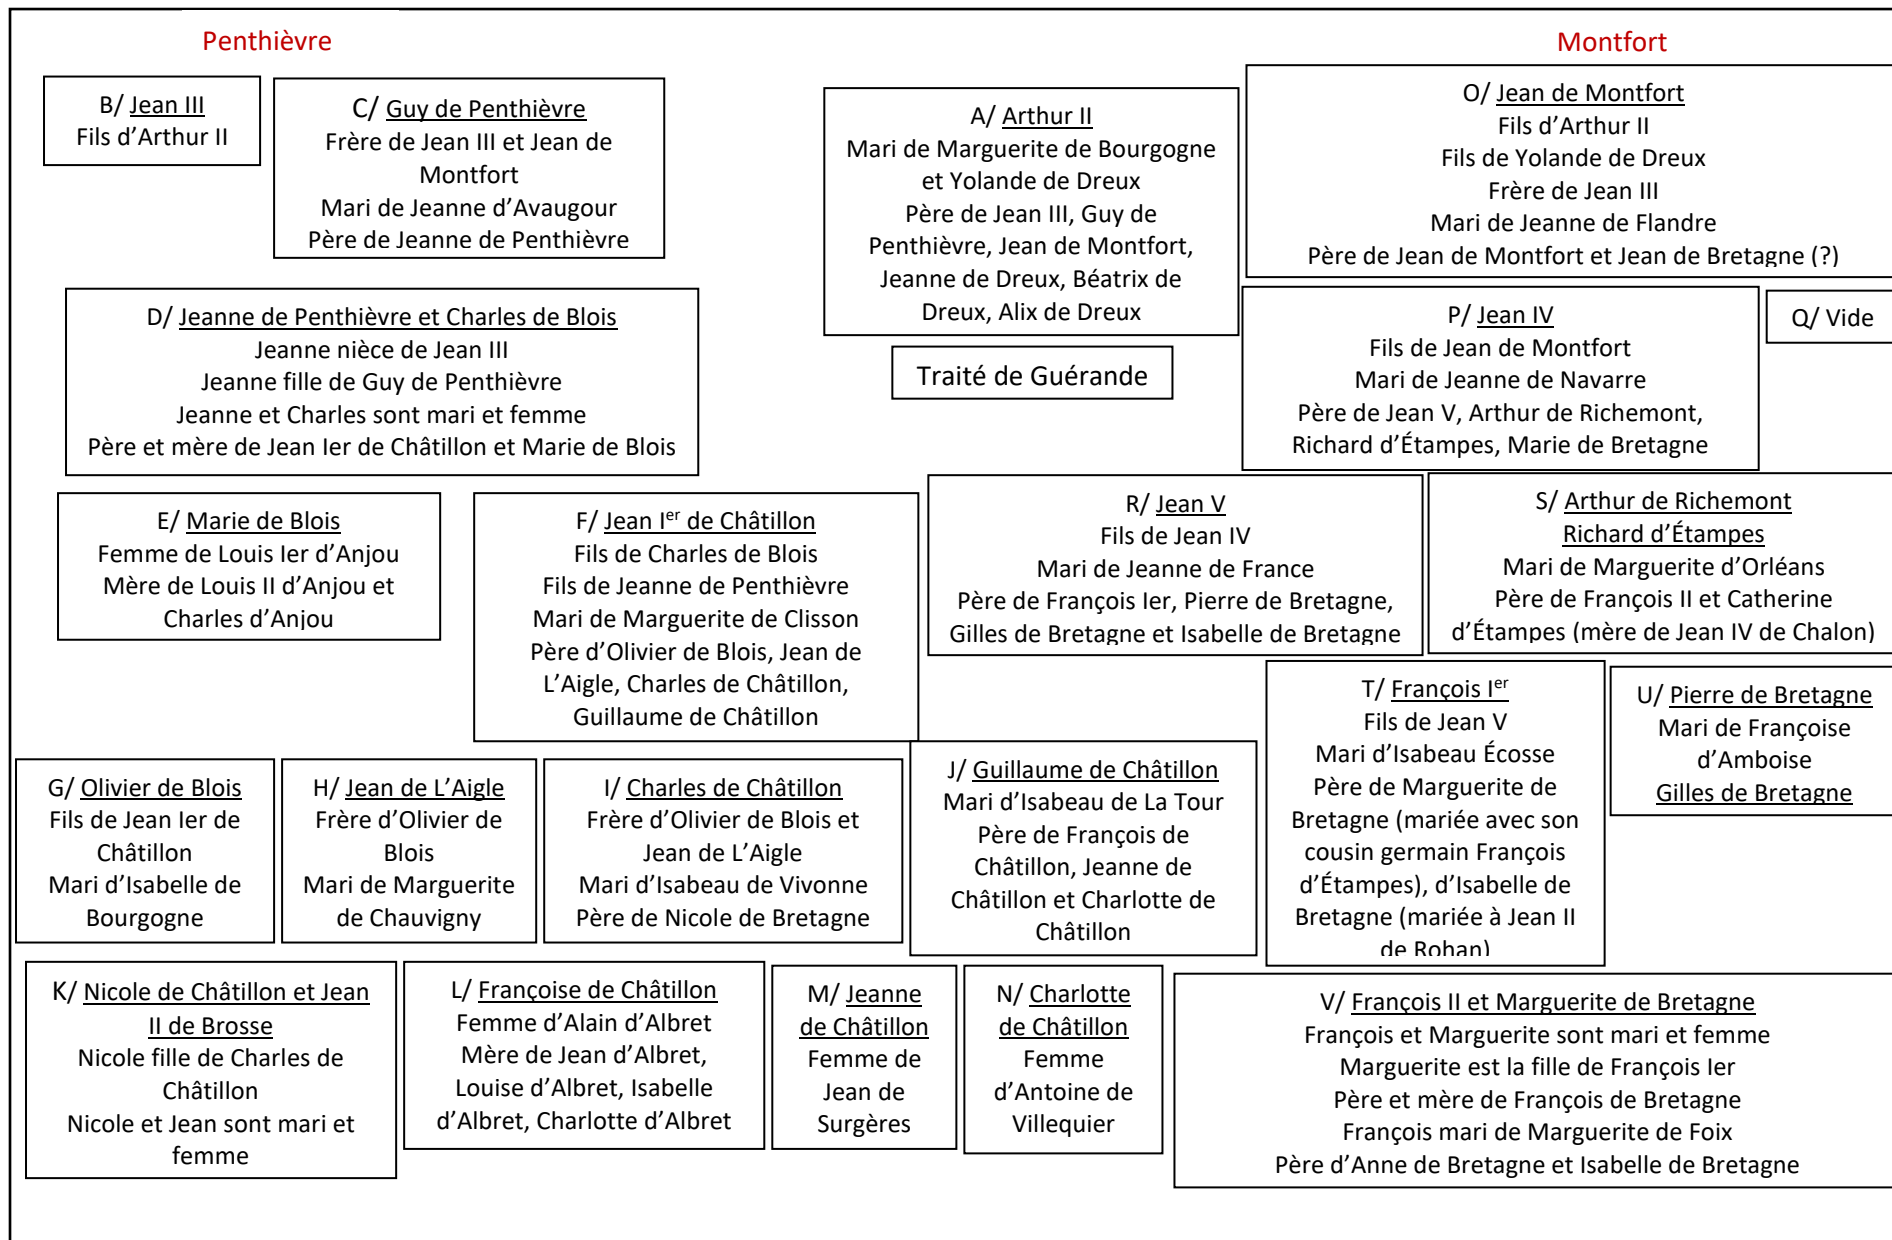 Penthièvre
Montfort
B/ Jean III
Fils d’Arthur II
C/ Guy de Penthièvre
Frère de Jean III et Jean de
Montfort
Mari de Jeanne d’Avaugour
Père de Jeanne de Penthièvre
A/ Arthur II
Mari de Marguerite de Bourgogne
et Yolande de Dreux
Père de Jean III, Guy de
Penthièvre, Jean de Montfort,
Jeanne de Dreux, Béatrix de
Dreux, Alix de Dreux
O/ Jean de Montfort
Fils d’Arthur II
Fils de Yolande de Dreux
Frère de Jean III
Mari de Jeanne de Flandre
Père de Jean de Montfort et Jean de Bretagne (?)
D/ Jeanne de Penthièvre et Charles de Blois
Jeanne nièce de Jean III
Jeanne fille de Guy de Penthièvre
Jeanne et Charles sont mari et femme
Père et mère de Jean Ier de Châtillon et Marie de Blois
Traité de Guérande
P/ Jean IV
Fils de Jean de Montfort
Mari de Jeanne de Navarre
Père de Jean V, Arthur de Richemont,
Richard d’Étampes, Marie de Bretagne
Q/ Vide
E/ Marie de Blois
Femme de Louis Ier d’Anjou
Mère de Louis II d’Anjou et
Charles d’Anjou
F/ Jean Ier de Châtillon
Fils de Charles de Blois
Fils de Jeanne de Penthièvre
Mari de Marguerite de Clisson
Père d’Olivier de Blois, Jean de
L’Aigle, Charles de Châtillon,
Guillaume de Châtillon
R/ Jean V
Fils de Jean IV
Mari de Jeanne de France
Père de François Ier, Pierre de Bretagne,
Gilles de Bretagne et Isabelle de Bretagne
S/ Arthur de Richemont
Richard d’Étampes
Mari de Marguerite d’Orléans
Père de François II et Catherine
d’Étampes (mère de Jean IV de Chalon)
T/ François Ier
Fils de Jean V
Mari d’Isabeau Écosse
Père de Marguerite de
Bretagne (mariée avec son
cousin germain François
d’Étampes), d’Isabelle de
Bretagne (mariée à Jean II
de Rohan)
U/ Pierre de Bretagne
Mari de Françoise
d’Amboise
Gilles de Bretagne
G/ Olivier de Blois
Fils de Jean Ier de
Châtillon
Mari d’Isabelle de
Bourgogne
H/ Jean de L’Aigle
Frère d’Olivier de
Blois
Mari de Marguerite
de Chauvigny
I/ Charles de Châtillon
Frère d’Olivier de Blois et
Jean de L’Aigle
Mari d’Isabeau de Vivonne
Père de Nicole de Bretagne
J/ Guillaume de Châtillon
Mari d’Isabeau de La Tour
Père de François de
Châtillon, Jeanne de
Châtillon et Charlotte de
Châtillon
K/ Nicole de Châtillon et Jean
II de Brosse
Nicole fille de Charles de
Châtillon
Nicole et Jean sont mari et
femme
L/ Françoise de Châtillon
Femme d’Alain d’Albret
Mère de Jean d’Albret,
Louise d’Albret, Isabelle
d’Albret, Charlotte d’Albret
M/ Jeanne
de Châtillon
Femme de
Jean de
Surgères
N/ Charlotte
de Châtillon
Femme
d’Antoine de
Villequier
V/ François II et Marguerite de Bretagne
François et Marguerite sont mari et femme
Marguerite est la fille de François Ier
Père et mère de François de Bretagne
François mari de Marguerite de Foix
Père d’Anne de Bretagne et Isabelle de Bretagne